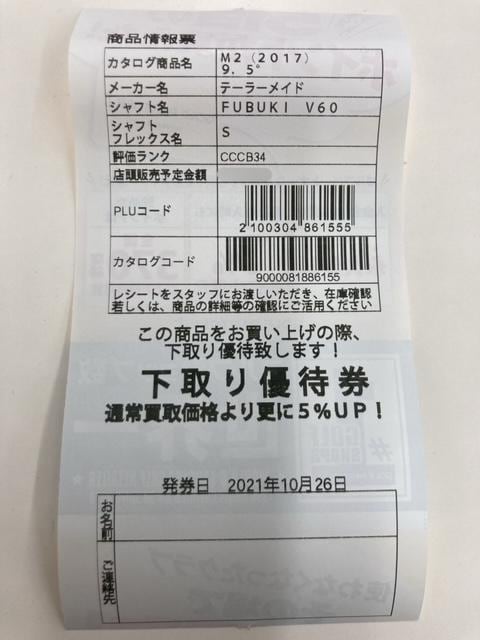 商品情報票
カタログ商品名 M2（2017）
9．5°
メーカー名 テーラーメイド
シャフト名 FUBUKI V60
シャフト
フレックス名 S
評価ランク CCCB34
店頭販売予定金額
PLUコード
2100304861555
カタログコード
9000081886155
レシートをスタッフにお渡しいただき、在庫確認
若しくは、商品の詳細等の確認にご活用ください
この商品をお買い上げの際、
下取り優待致します！
下取り優待券
通常買取価格より更に5％UP！
発券日 2021年10月26日
お名前
ご連絡先